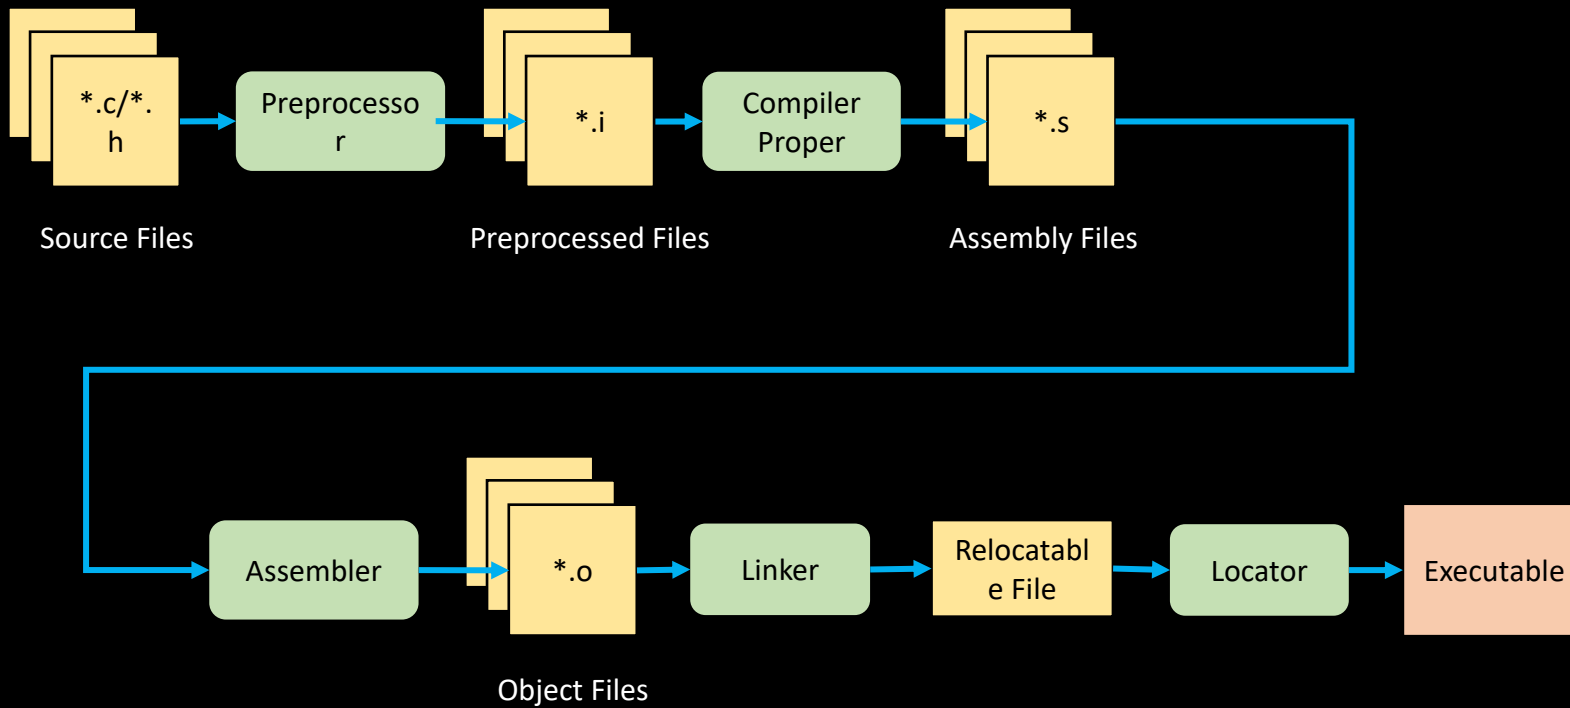 *.c/*.
h
Preprocesso
r
*.i
Compiler
Proper
*.s
Source Files
Preprocessed Files
Assembly Files
Assembler
*.o
Linker
Relocatabl
e File
Locator
Executable
Object Files